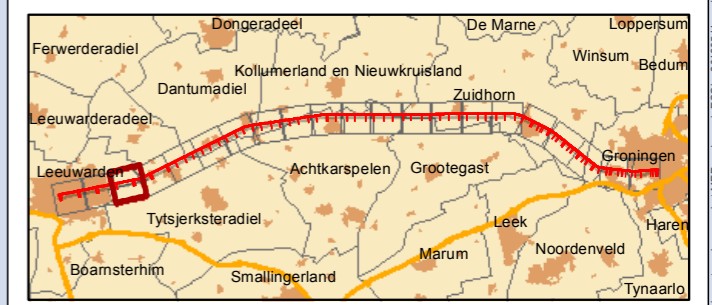 Dongeradeel
De Marne
Loppersum
Ferwerderadiel
Winsum
Bedum
Kollumerland en Nieuwkruisland
Dantumadiel
Zuidhorn
Leeuwarderadeel
Groningen
Leeuwarden
Achtkarspelen
Grootegast
Tytsjerksteradiel
Leek
Haren
Noordenveld
Marum
Boarnsterhim
Smallingerland
Tynaarlo